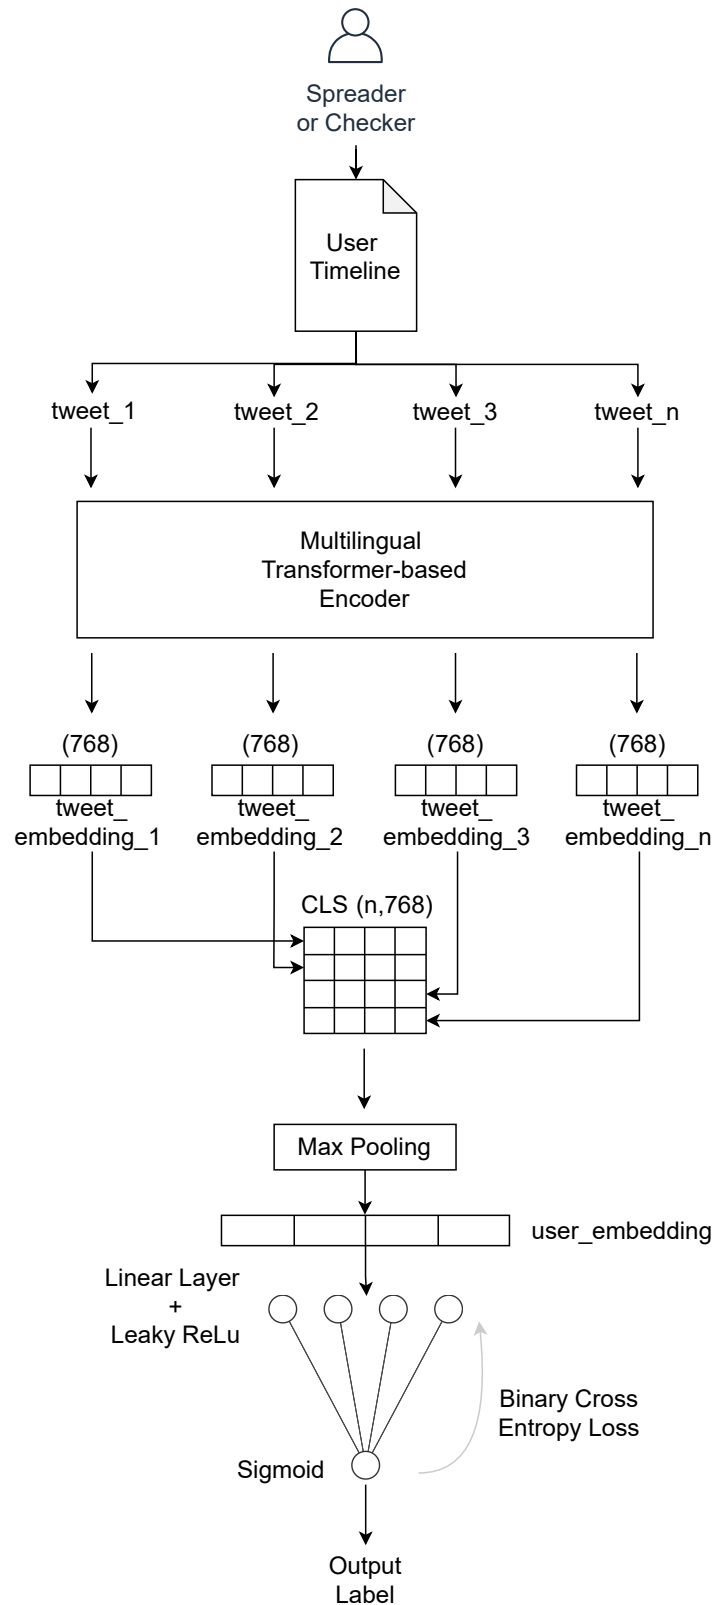 Spreader
or Checker
User
Timeline
tweet_1
tweet_2
tweet_3
tweet_n
Multilingual
Transformer-based
Encoder
(768)
(768)
(768)
(768)
tweet_
embedding_1
tweet_
embedding_2
tweet_
embedding_3
tweet_
embedding_n
CLS (n,768)
Max Pooling
user_embedding
Linear Layer
+
Leaky ReLu
Binary Cross
Entropy Loss
Sigmoid
Output
Label